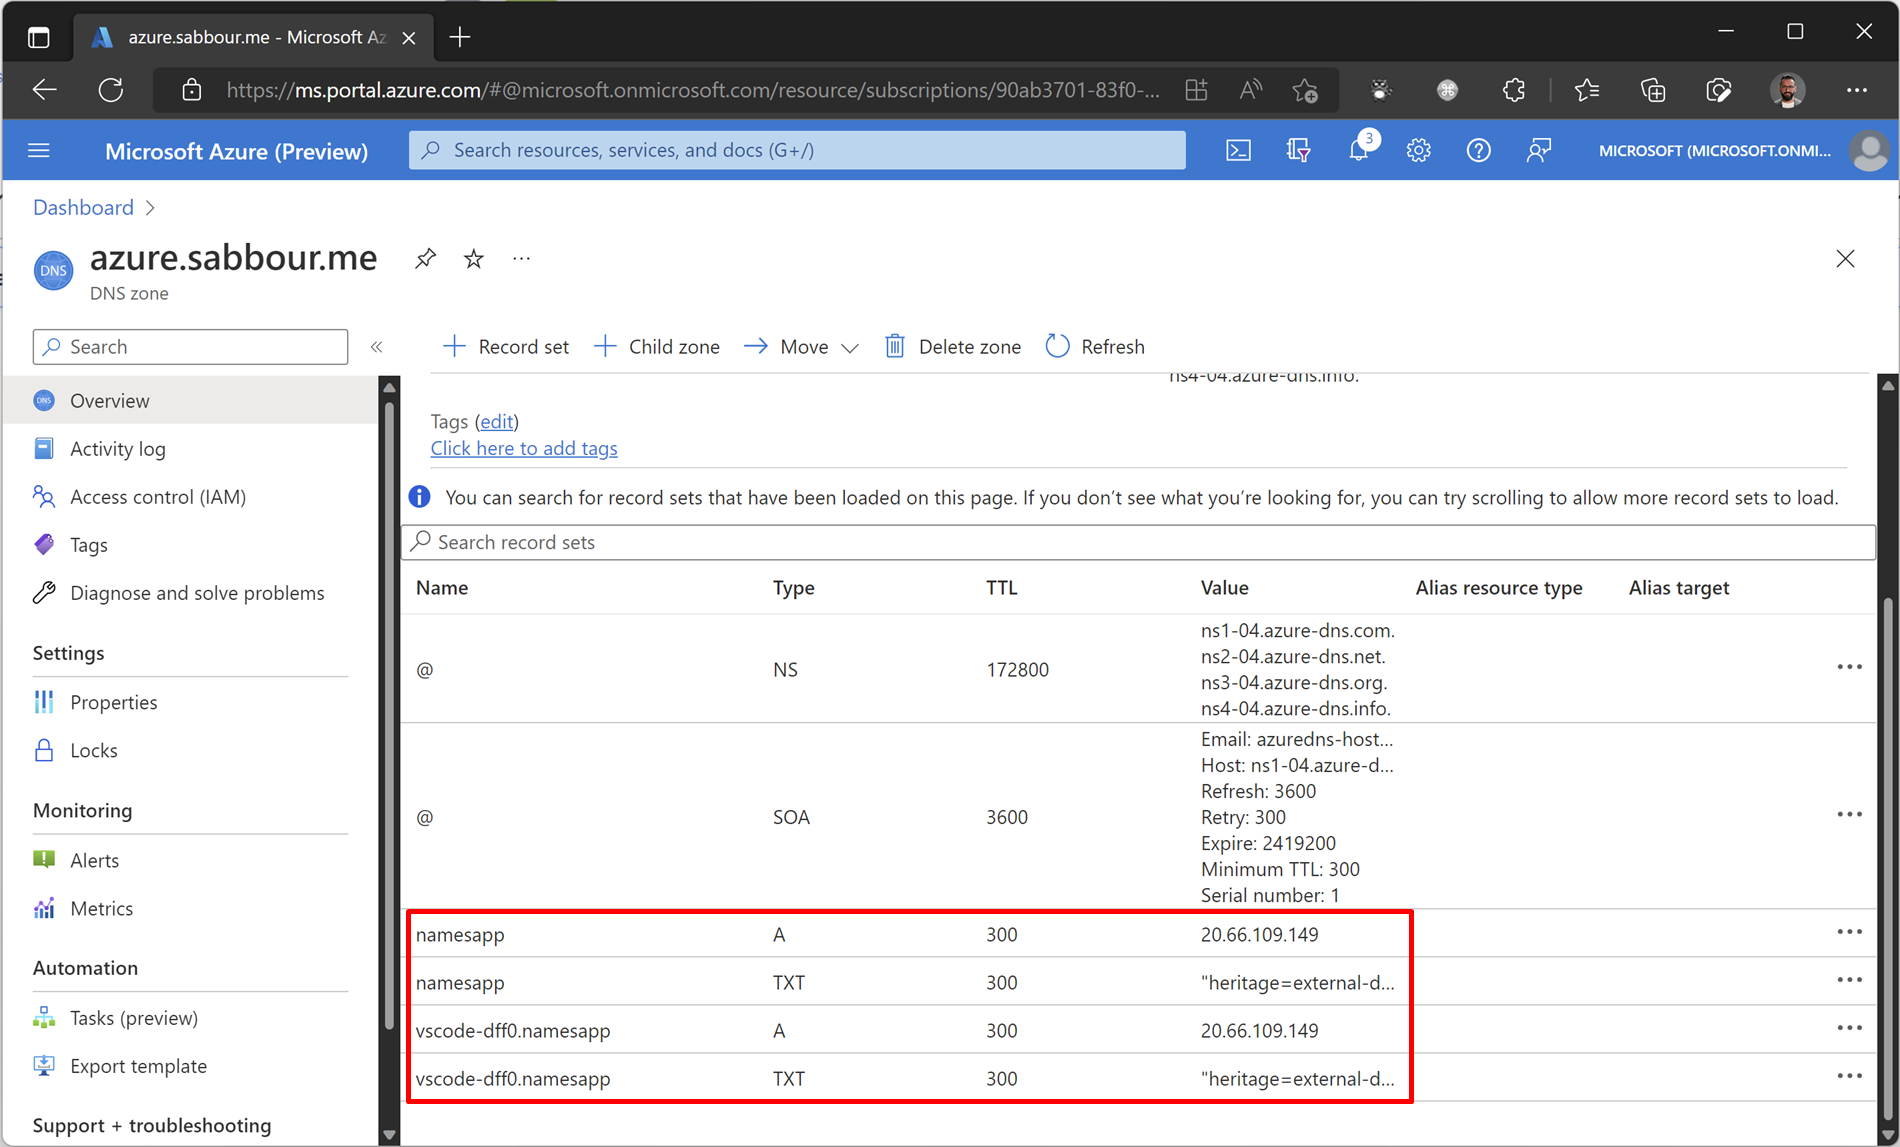 azure.sabbour.me - Microsoft Az
https://ms.portal.azure.com/#@microsoft.onmicrosoft.com/resource/subscriptions/90ab3701-83f0-...
Microsoft Azure (Preview)
Search resources, services, and docs (G+/)
3
MICROSOFT (MICROSOFT.ONMI...
Dashboard
DNS
azure.sabbour.me
DNS zone
Search
Record set
Child zone
Move
Delete zone
Refresh
DNS
Overview
Activity log
Access control (IAM)
Tags
Diagnose and solve problems
Settings
Properties
Locks
Monitoring
Alerts
Metrics
Automation
Tasks (preview)
Export template
Support + troubleshooting
ns4-04.azure-dns.info.
Tags (edit)
Click here to add tags
You can search for record sets that have been loaded on this page. If you don't see what you're looking for, you can try scrolling to allow more record sets to load.
Search record sets
Name Type TTL Value Alias resource type Alias target
@ NS 172800
ns1-04.azure-dns.com.
ns2-04.azure-dns.net.
ns3-04.azure-dns.org.
ns4-04.azure-dns.info.
@ SOA 3600
Email: azuredns-host...
Host: ns1-04.azure-d...
Refresh: 3600
Retry: 300
Expire: 2419200
Minimum TTL: 300
Serial number: 1
namesapp A 300 20.66.109.149
namesapp TXT 300 "heritage=external-d...
vscode-dff0.namesapp A 300 20.66.109.149
vscode-dff0.namesapp TXT 300 "heritage=external-d...